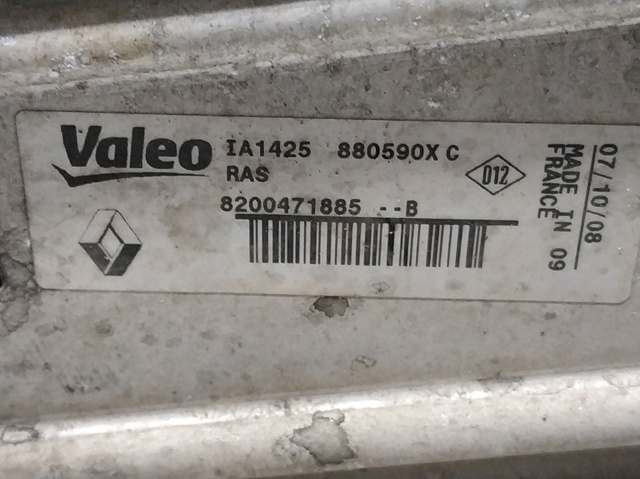 Valeo
IA1425 880590X C
RAS
8200471885 --B
D12
07/10/08
MADE IN 09
FRANCE